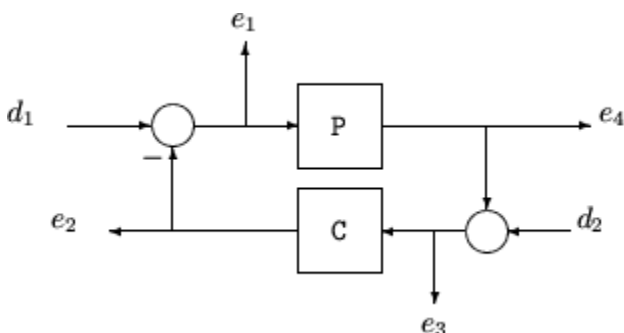 e₁
d₁ P e₄
−
e₂ C d₂
e₃